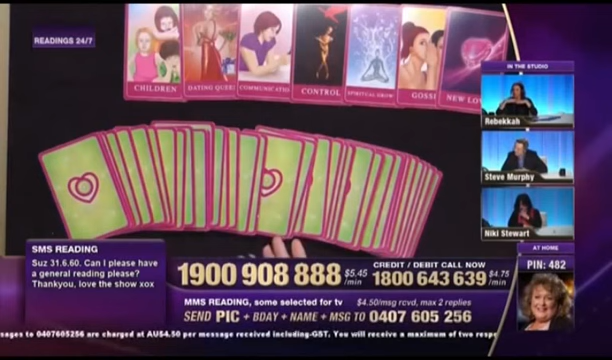 READINGS 24/7
CHILDREN
DATING QUEEN
COMMUNICATION
CONTROL
SPIRITUAL GROW
GOSSI
NEW LO
IN THE STUDIO
Rebekkah
Steve Murphy
Niki Stewart
AT HOME
PIN: 482
SMS READING
Suz 31.6.60. Can I please have
a general reading please?
Thankyou, love the show xox
1900 908 888 $5.45 /min
CREDIT / DEBIT CALL NOW
1800 643 639 $4.75 /min
MMS READING, some selected for tv $4.50/msg rcvd, max 2 replies
SEND PIC + BDAY + NAME + MSG TO 0407 605 256
sages to 0407605256 are charged at AU$4.50 per message received including-GST. You will receive a maximum of two resp